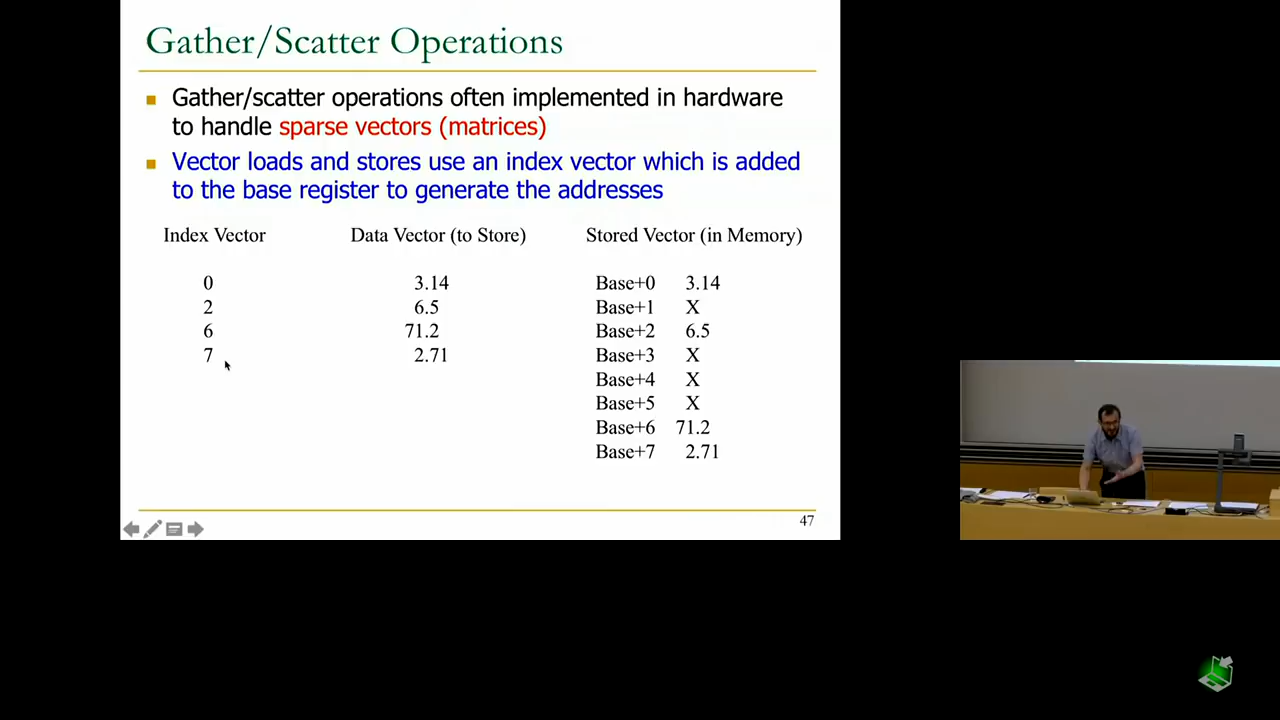 Gather/Scatter Operations
Gather/scatter operations often implemented in hardware
to handle sparse vectors (matrices)
Vector loads and stores use an index vector which is added
to the base register to generate the addresses
Index Vector Data Vector (to Store) Stored Vector (in Memory)
0 3.14 Base+0 3.14
2 6.5 Base+1 X
6 71.2 Base+2 6.5
7 2.71 Base+3 X
Base+4 X
Base+5 X
Base+6 71.2
Base+7 2.71
47